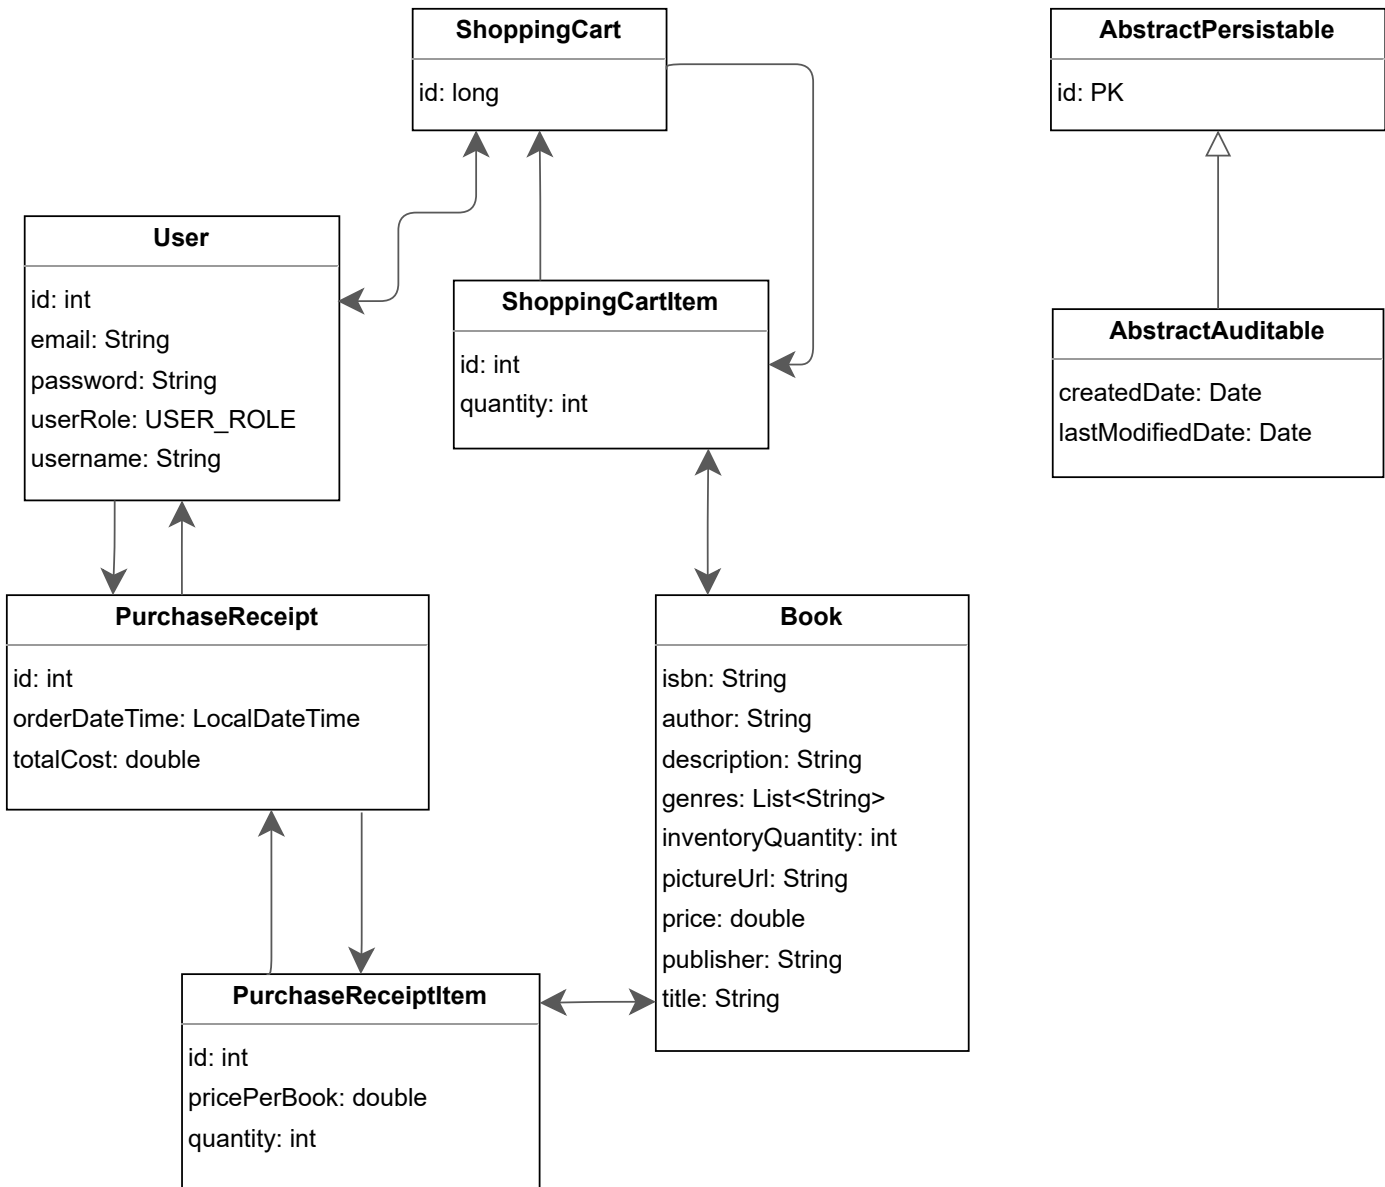 ShoppingCart
id: long
AbstractPersistable
id: PK
User
id: int
email: String
password: String
userRole: USER_ROLE
username: String
ShoppingCartItem
id: int
quantity: int
AbstractAuditable
createdDate: Date
lastModifiedDate: Date
PurchaseReceipt
id: int
orderDateTime: LocalDateTime
totalCost: double
Book
isbn: String
author: String
description: String
genres: List<String>
inventoryQuantity: int
pictureUrl: String
price: double
publisher: String
title: String
PurchaseReceiptItem
id: int
pricePerBook: double
quantity: int